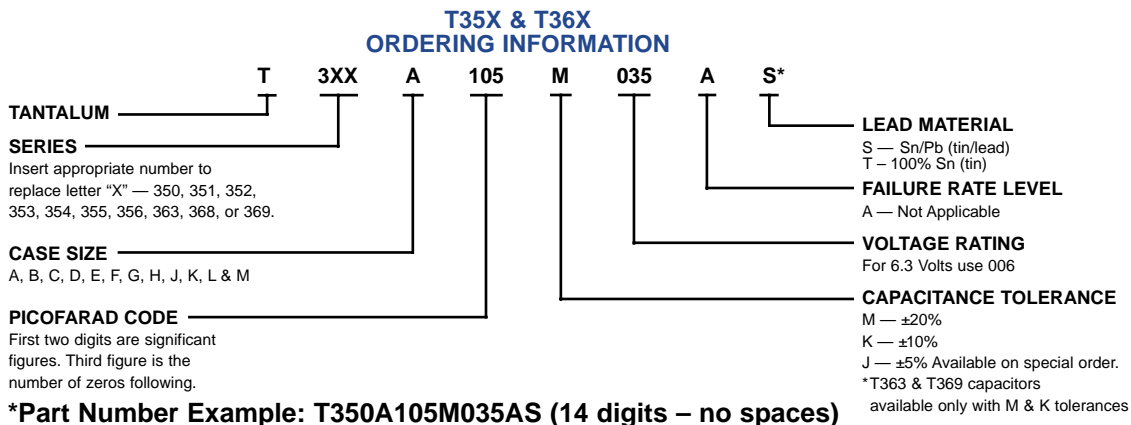 T35X & T36X
ORDERING INFORMATION
T 3XX A 105 M 035 A S*
TANTALUM
SERIES
Insert appropriate number to
replace letter “X” — 350, 351, 352,
353, 354, 355, 356, 363, 368, or 369.
CASE SIZE
A, B, C, D, E, F, G, H, J, K, L & M
PICOFARAD CODE
First two digits are significant
figures. Third figure is the
number of zeros following.
LEAD MATERIAL
S — Sn/Pb (tin/lead)
T – 100% Sn (tin)
FAILURE RATE LEVEL
A — Not Applicable
VOLTAGE RATING
For 6.3 Volts use 006
CAPACITANCE TOLERANCE
M — ±20%
K — ±10%
J — ±5% Available on special order.
*T363 & T369 capacitors
available only with M & K tolerances
*Part Number Example: T350A105M035AS (14 digits – no spaces)